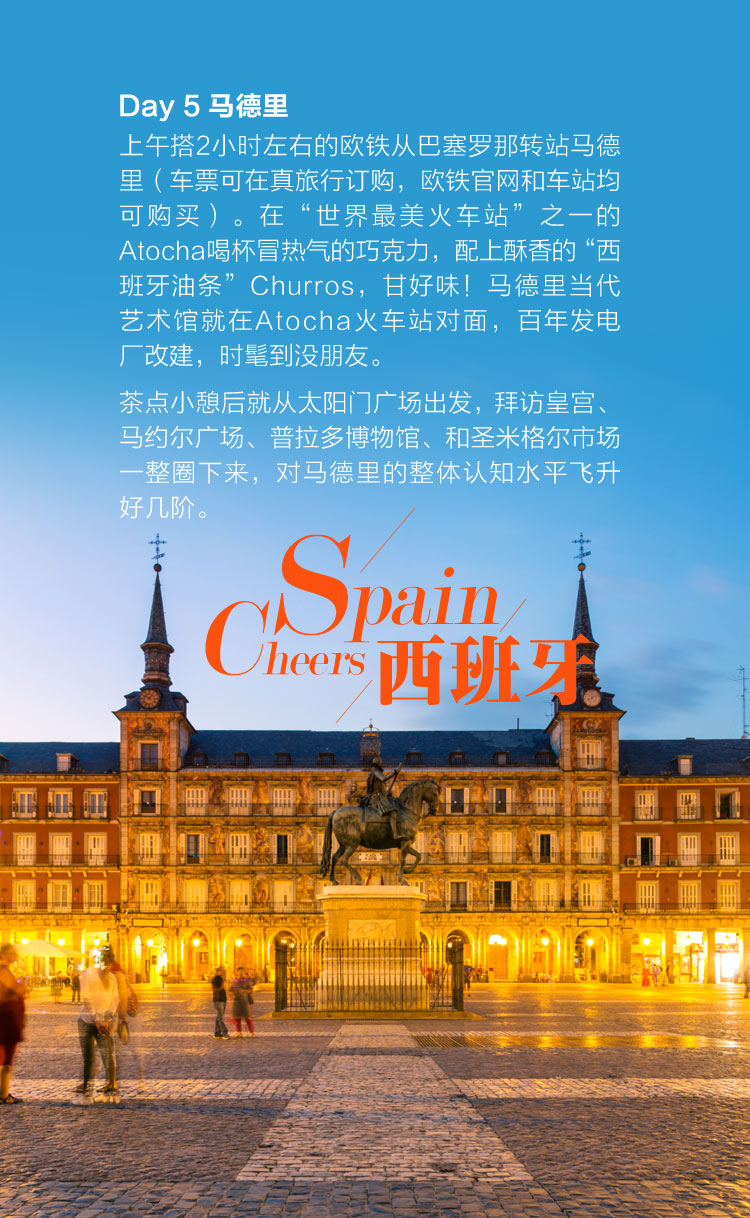 Day 5 马德里
上午搭2小时左右的欧铁从巴塞罗那转站马德
里（车票可在真旅行订购，欧铁官网和车站均
可购买）。在“世界最美火车站”之一的
Atocha喝杯冒热气的巧克力，配上酥香的“西
班牙油条”Churros，甘好味！马德里当代
艺术馆就在Atocha火车站对面，百年发电
厂改建，时髦到没朋友。
茶点小憩后就从太阳门广场出发，拜访皇宫、
马约尔广场、普拉多博物馆、和圣米格尔市场
一整圈下来，对马德里的整体认知水平飞升
好几阶。
Spain
Cheers 西班牙